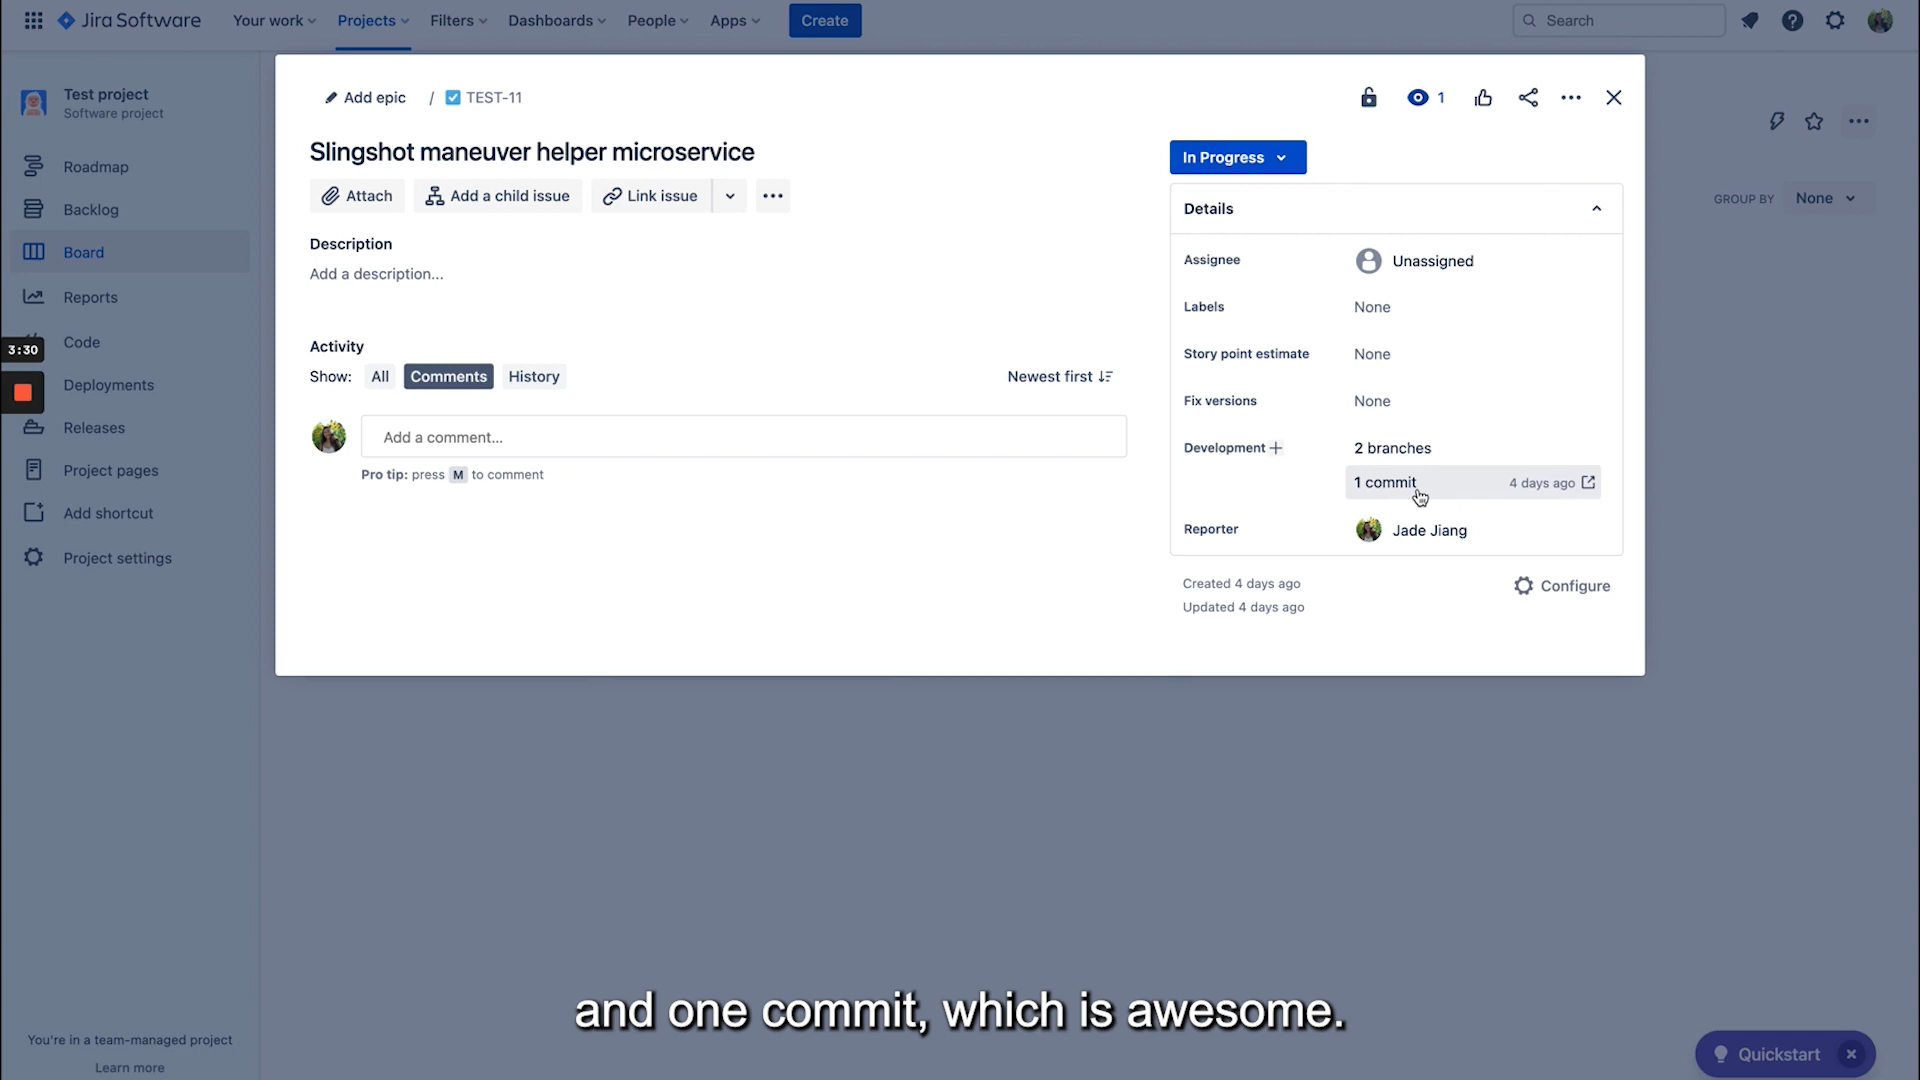 Jira Software
Your work
Projects
Filters
Dashboards
People
Apps
Create
Search
Test project
Software project
Roadmap
Backlog
Board
Reports
Code
3:30
Deployments
Releases
Project pages
Add shortcut
Project settings
You're in a team-managed project
Learn more
GROUP BY None
Add epic / TEST-11
1
Slingshot maneuver helper microservice
Attach
Add a child issue
Link issue
Description
Add a description...
Activity
Show: All Comments History
Newest first
Add a comment...
Pro tip: press M to comment
In Progress
Details
Assignee Unassigned
Labels None
Story point estimate None
Fix versions None
Development 2 branches
1 commit 4 days ago
Reporter Jade Jiang
Created 4 days ago
Updated 4 days ago
Configure
and one commit, which is awesome.
Quickstart